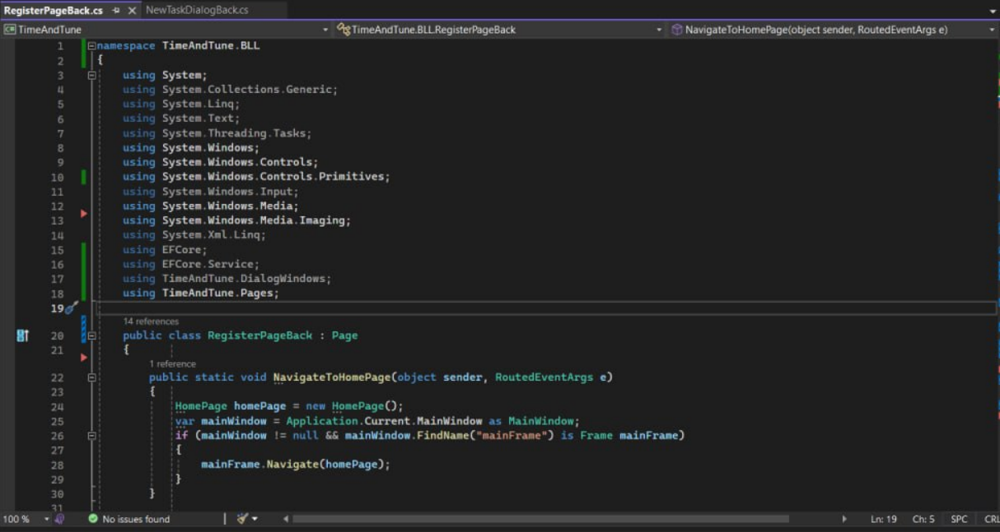 RegisterPageBack.cs NewTaskDialogBack.cs
TimeAndTune TimeAndTune.BLL.RegisterPageBack NavigateToHomePage(object sender, RoutedEventArgs e)
1 namespace TimeAndTune.BLL
2 {
3 using System;
4 using System.Collections.Generic;
5 using System.Linq;
6 using System.Text;
7 using System.Threading.Tasks;
8 using System.Windows;
9 using System.Windows.Controls;
10 using System.Windows.Controls.Primitives;
11 using System.Windows.Input;
12 using System.Windows.Media;
13 using System.Windows.Media.Imaging;
14 using System.Xml.Linq;
15 using EFCore;
16 using EFCore.Service;
17 using TimeAndTune.DialogWindows;
18 using TimeAndTune.Pages;
19
14 references
20 public class RegisterPageBack : Page
21 {
1 reference
22 public static void NavigateToHomePage(object sender, RoutedEventArgs e)
23 {
24 HomePage homePage = new HomePage();
25 var mainWindow = Application.Current.MainWindow as MainWindow;
26 if (mainWindow != null && mainWindow.FindName("mainFrame") is Frame mainFrame)
27 {
28 mainFrame.Navigate(homePage);
29 }
30 }
31
100 % No issues found Ln: 19 Ch: 5 SPC CRL